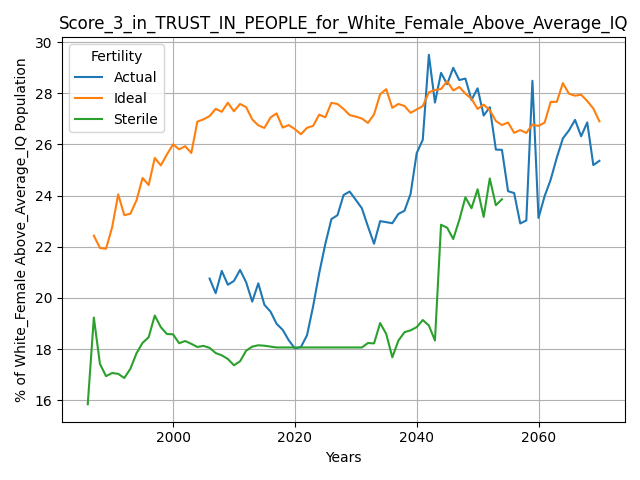 Score_3_in_TRUST_IN_PEOPLE_for_White_Female_Above_Average_IQ
% of White_Female Above_Average_IQ Population
30
28
26
24
22
20
18
16
Fertility
Actual
Ideal
Sterile
2000
2020
2040
2060
Years